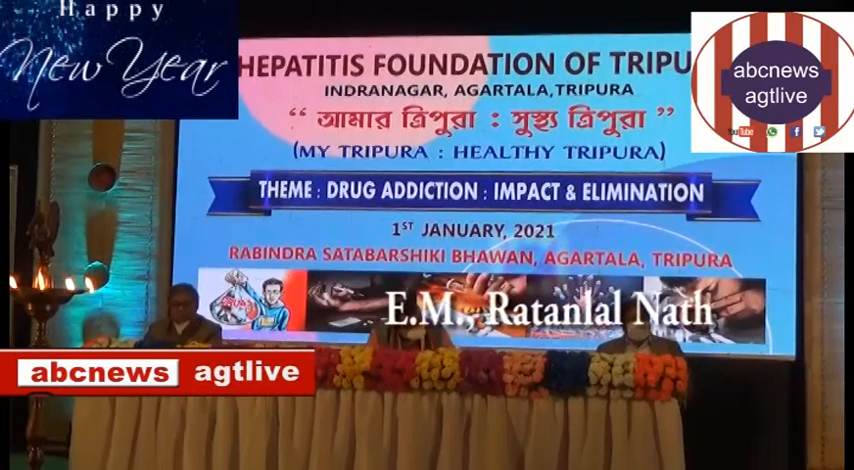 Happy
New Year
HEPATITIS FOUNDATION OF TRIPU
INDRANAGAR, AGARTALA,TRIPURA
“ আমার ত্রিপুরা : সুস্থ্য ত্রিপুরা ”
(MY TRIPURA : HEALTHY TRIPURA)
THEME : DRUG ADDICTION : IMPACT & ELIMINATION
1ST JANUARY, 2021
RABINDRA SATABARSHIKI BHAWAN, AGARTALA, TRIPURA
E.M., Ratanlal Nath
abcnews
agtlive
YouTube
abcnews agtlive